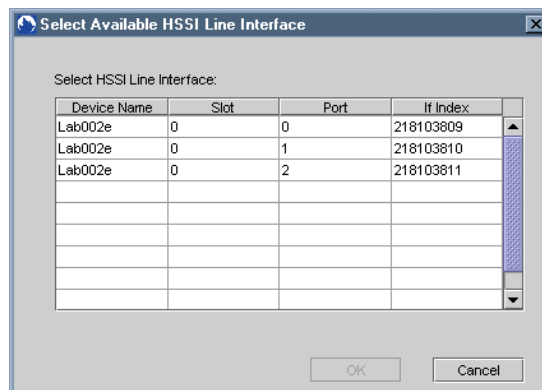 Select Available HSSI Line Interface
Select HSSI Line Interface:
Device Name Slot Port If Index
Lab002e 0 0 218103809
Lab002e 0 1 218103810
Lab002e 0 2 218103811
OK Cancel